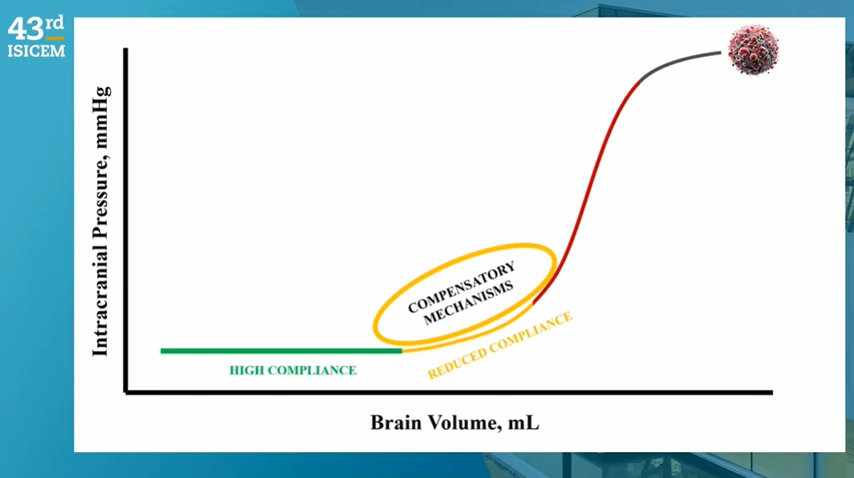 43rd
ISICEM
Intracranial Pressure, mmHg
COMPENSATORY
MECHANISMS
REDUCED COMPLIANCE
HIGH COMPLIANCE
Brain Volume, mL